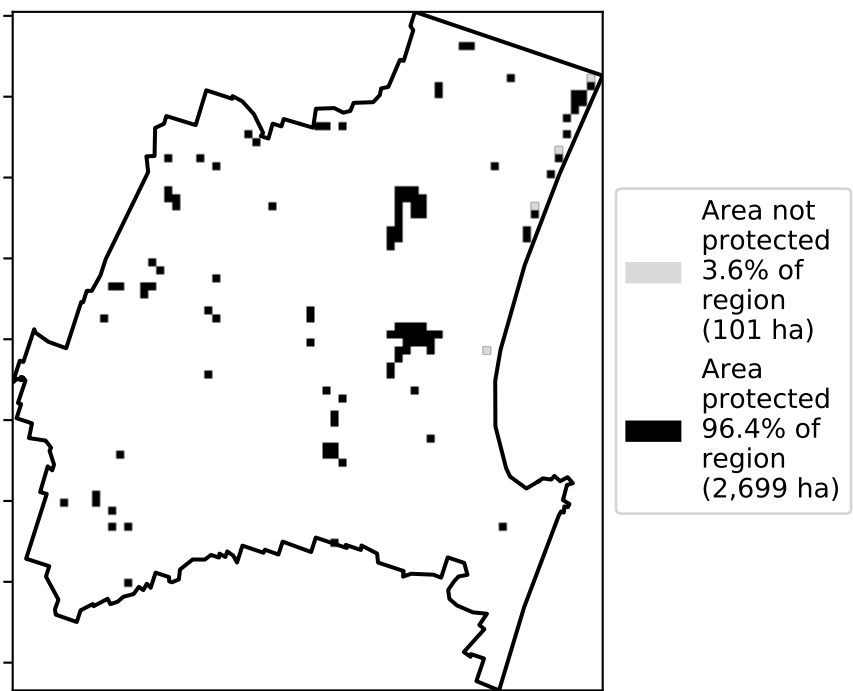 Area not
protected
3.6% of
region
(101 ha)
Area
protected
96.4% of
region
(2,699 ha)